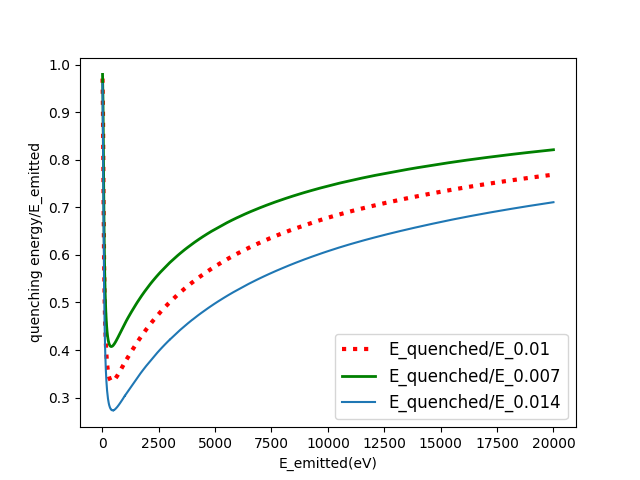 1.0
0.9
0.8
0.7
0.6
0.5
0.4
0.3
quenching energy/E_emitted
E_quenched/E_0.01
E_quenched/E_0.007
E_quenched/E_0.014
0 2500 5000 7500 10000 12500 15000 17500 20000
E_emitted(eV)